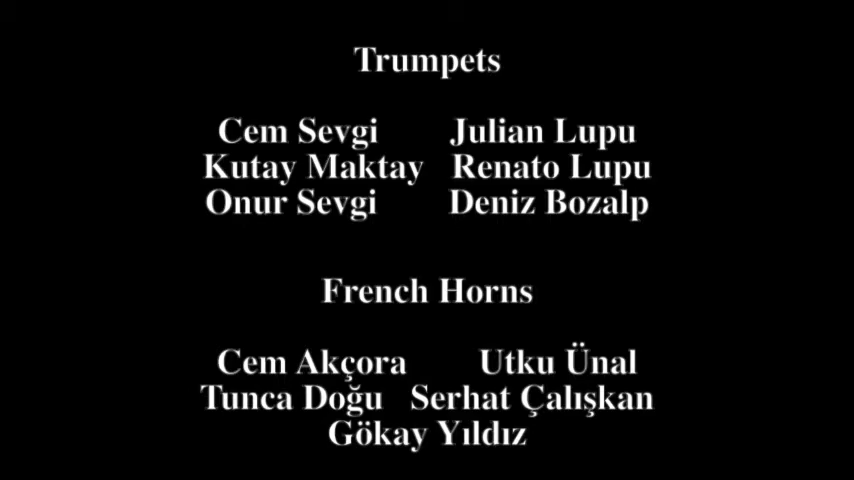 Trumpets
Cem Sevgi Julian Lupu
Kutay Maktay Renato Lupu
Onur Sevgi Deniz Bozalp
French Horns
Cem Akçora Utku Ünal
Tunca Doğu Serhat Çalışkan
Gökay Yıldız